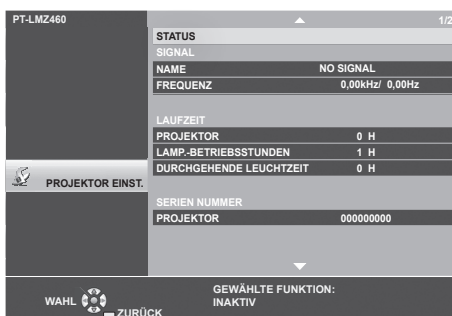 PT-LMZ460 1/2
STATUS
SIGNAL
NAME NO SIGNAL
FREQUENZ 0,00kHz/ 0,00Hz
LAUFZEIT
PROJEKTOR 0 H
LAMP.-BETRIEBSSTUNDEN 1 H
DURCHGEHENDE LEUCHTZEIT 0 H
PROJEKTOR EINST.
SERIEN NUMMER
PROJEKTOR 000000000
GEWÄHLTE FUNKTION:
WAHL INAKTIV
ZURÜCK